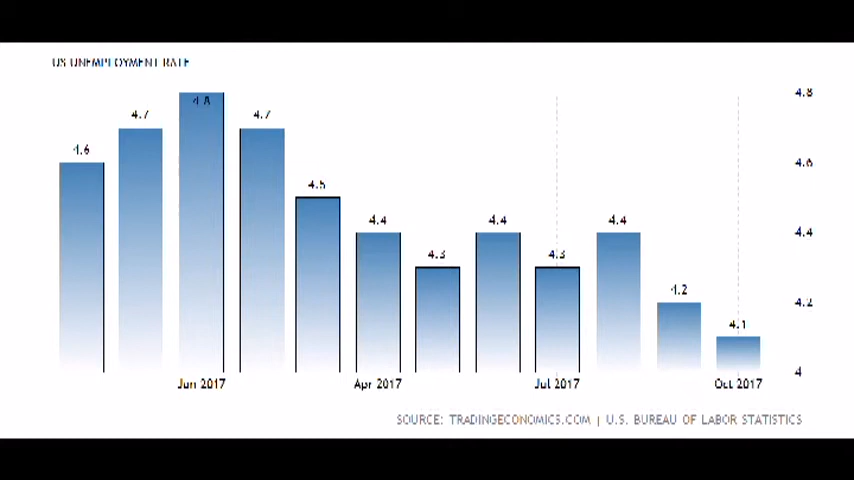 US UNEMPLOYMENT RATE
4.8
4.8
4.7
4.7
4.6
4.6
4.5
4.4
4.4
4.4
4.4
4.3
4.3
4.2
4.2
4.1
4
Jun 2017
Apr 2017
Jul 2017
Oct 2017
SOURCE: TRADINGECONOMICS.COM | U.S. BUREAU OF LABOR STATISTICS